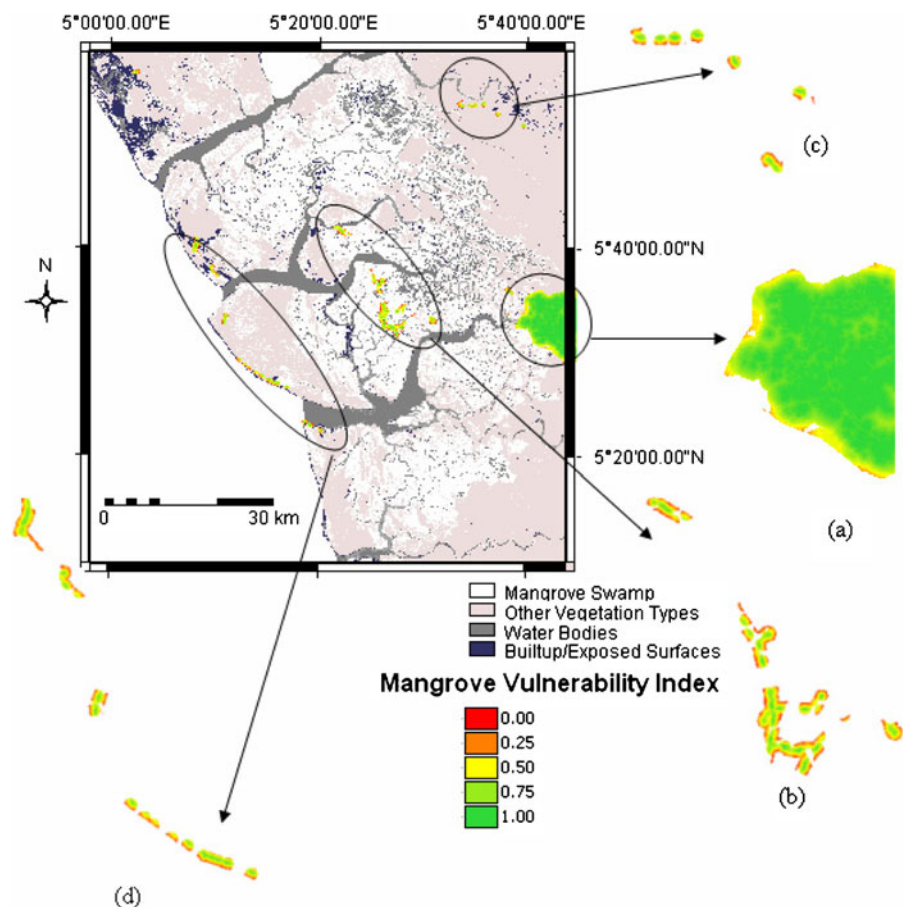 5°00'00.00"E 5°20'00.00"E 5°40'00.00"E
(c)
5°40'00.00"N
N
5°20'00.00"N
0 30 km
(a)
Mangrove Swamp
Other Vegetation Types
Water Bodies
Builtup/Exposed Surfaces
Mangrove Vulnerability Index
0.00
0.25
0.50
0.75
1.00
(b)
(d)